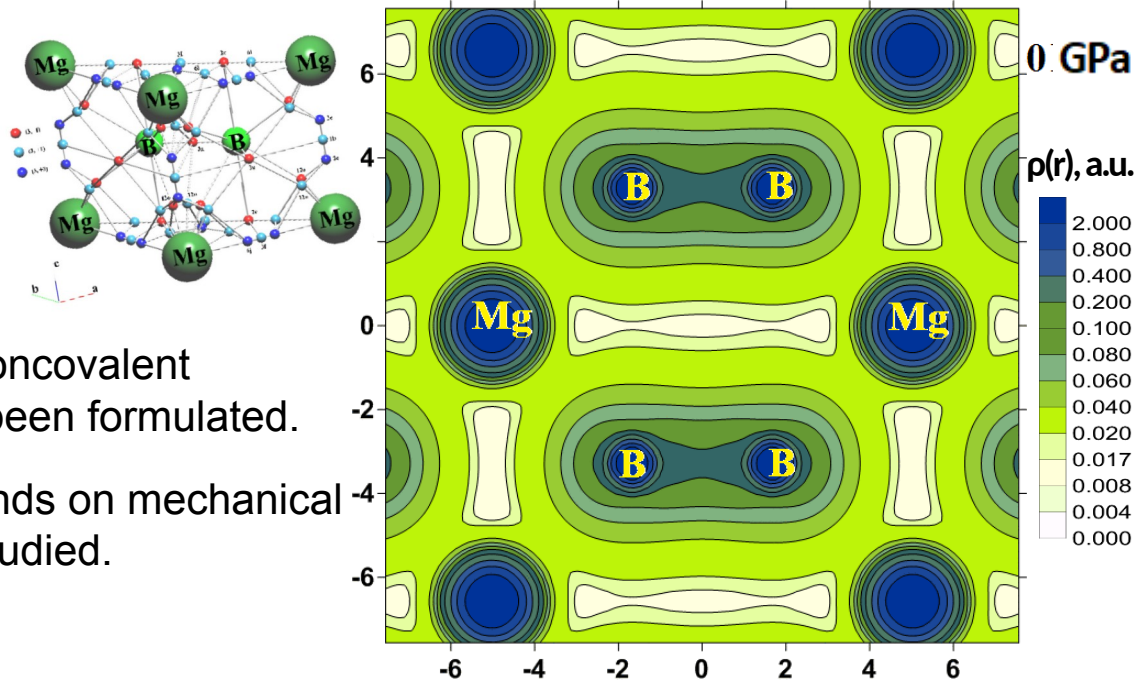 Mg
Mg
Mg
B
B
Mg
Mg
Mg
c
b
a
oncovalent
been formulated.
nds on mechanical
udied.
B
B
Mg
Mg
B
B
6
4
0
-2
-4
-6
-6
-4
-2
0
2
4
6
0 GPa
ρ(r), a.u.
2.000
0.800
0.400
0.200
0.100
0.080
0.060
0.040
0.020
0.017
0.008
0.004
0.000